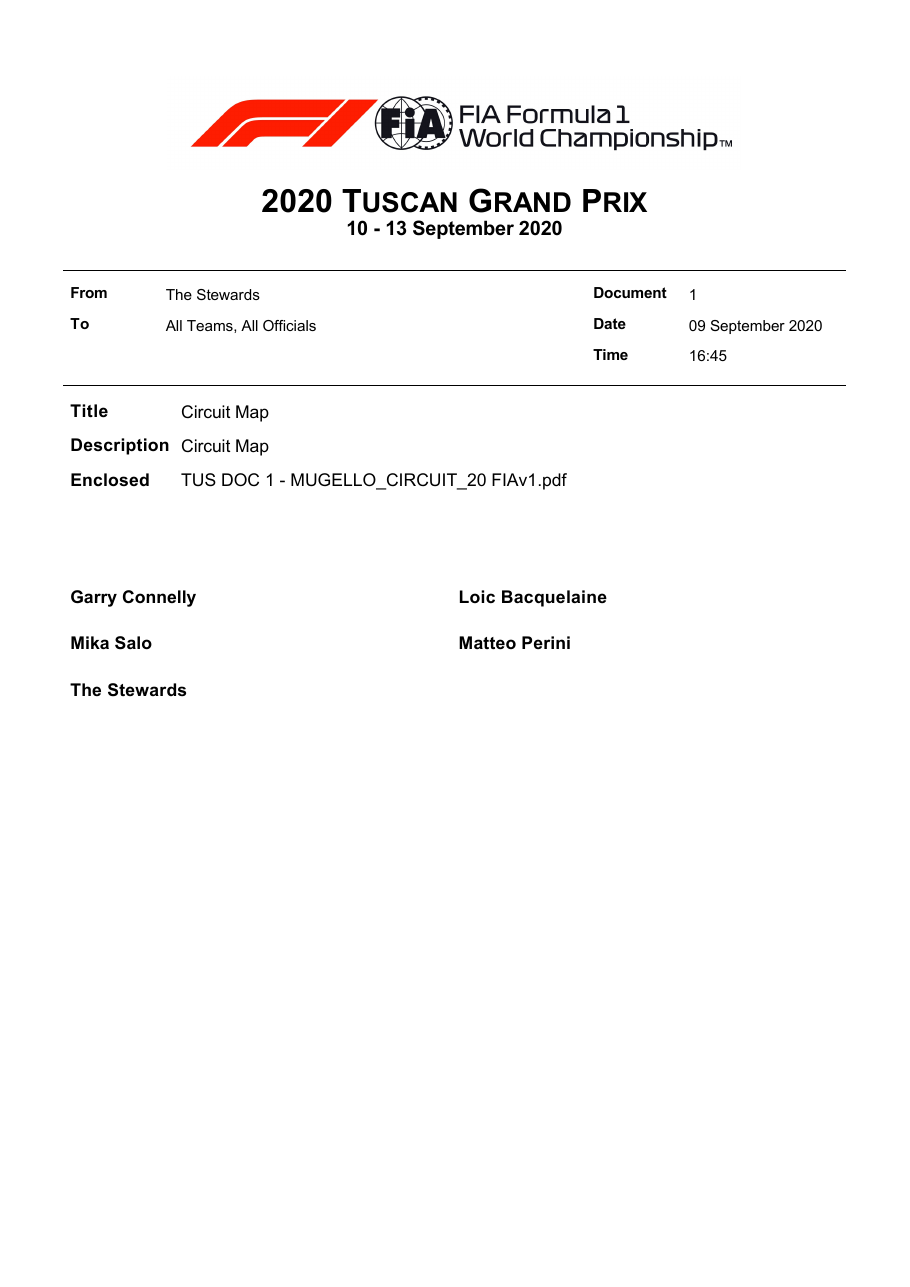 FiA FIA Formula 1
World Championship™
2020 TUSCAN GRAND PRIX
10 - 13 September 2020
From The Stewards Document 1
To All Teams, All Officials Date 09 September 2020
Time 16:45
Title Circuit Map
Description Circuit Map
Enclosed TUS DOC 1 - MUGELLO_CIRCUIT_20 FIAv1.pdf
Garry Connelly Loic Bacquelaine
Mika Salo Matteo Perini
The Stewards